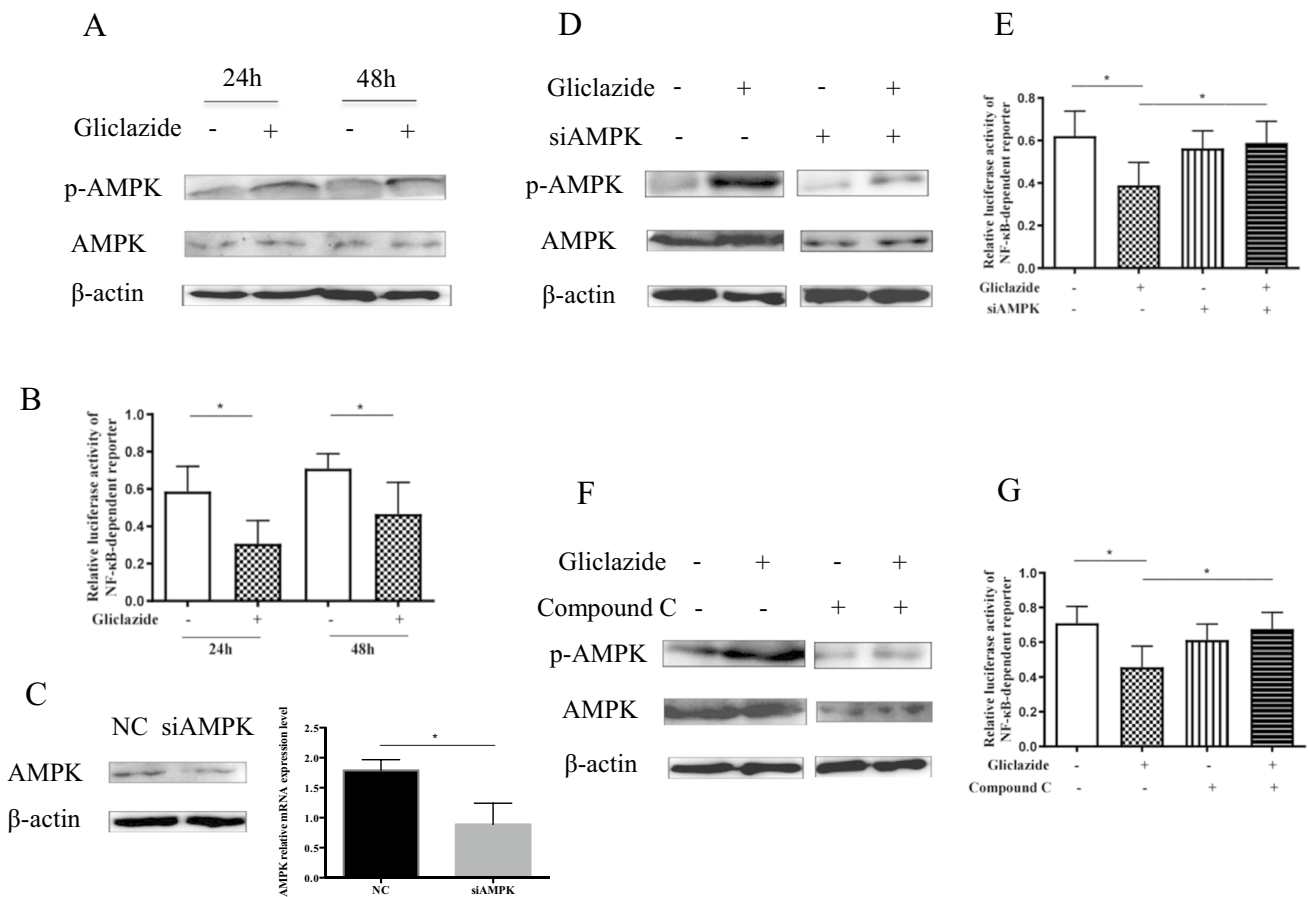 A
24h 48h
Gliclazide - + - +
p-AMPK
AMPK
β-actin
B
Relative luciferase activity of
NF-κB-dependent reporter
1.0
0.8
0.6
0.4
0.2
0.0
Gliclazide - + - +
24h 48h
C
NC siAMPK
AMPK
β-actin
AMPK relative mRNA expression level
2.5
2.0
1.5
1.0
0.5
0.0
*
NC siAMPK
D
Gliclazide - + - +
siAMPK - - + +
p-AMPK
AMPK
β-actin
E
Relative luciferase activity of
NF-κB-dependent reporter
0.8
0.6
0.4
0.2
0.0
* *
Gliclazide - + - +
siAMPK - - + +
F
Gliclazide - + - +
Compound C - - + +
p-AMPK
AMPK
β-actin
G
Relative luciferase activity of
NF-κB-dependent reporter
1.0
0.8
0.6
0.4
0.2
0.0
* *
Gliclazide - + - +
Compound C - - + +